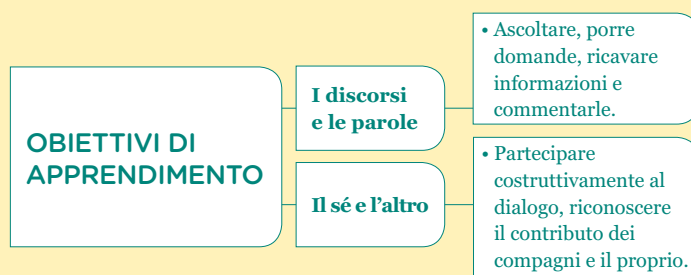 OBIETTIVI DI
APPRENDIMENTO
I discorsi
e le parole
• Ascoltare, porre
domande, ricavare
informazioni e
commentarle.
Il sé e l'altro
• Partecipare
costruttivamente al
dialogo, riconoscere
il contributo dei
compagni e il proprio.